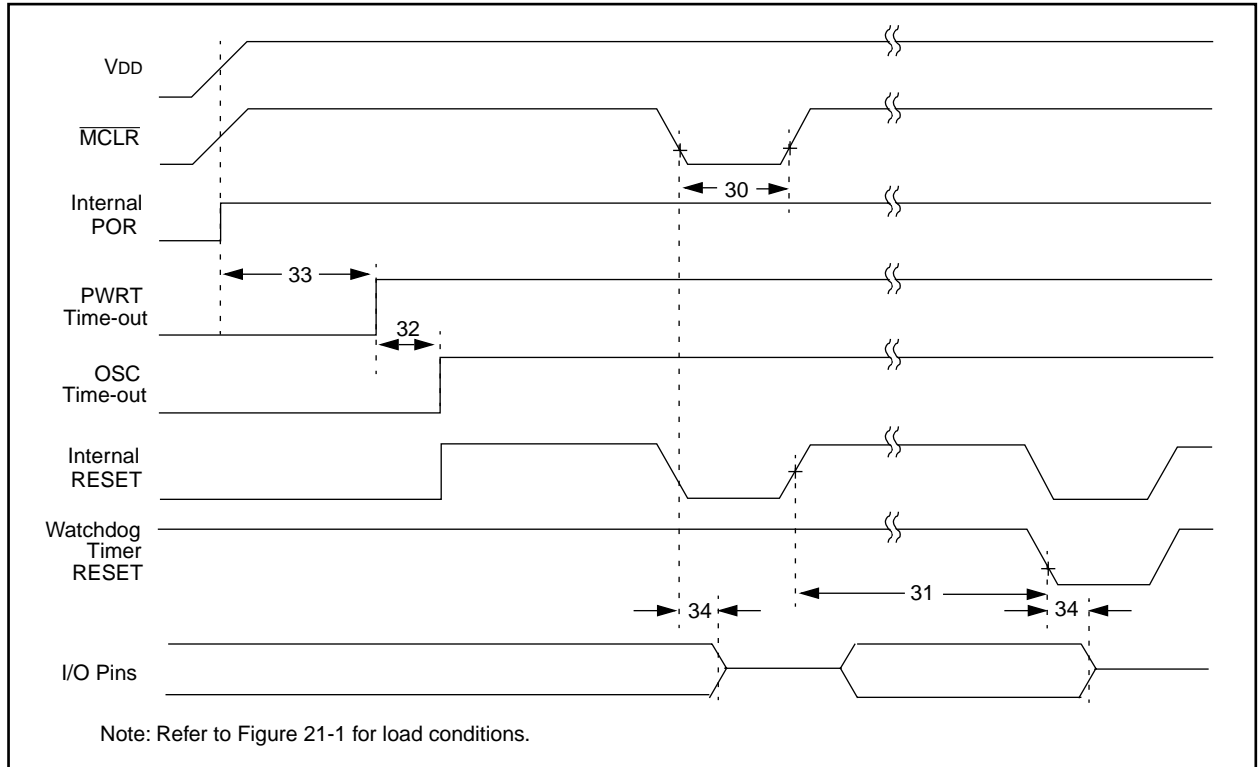 VDD
MCLR
30
Internal
POR
33
PWRT
Time-out
32
OSC
Time-out
Internal
RESET
Watchdog
Timer
RESET
31
34
34
I/O Pins
Note: Refer to Figure 21-1 for load conditions.